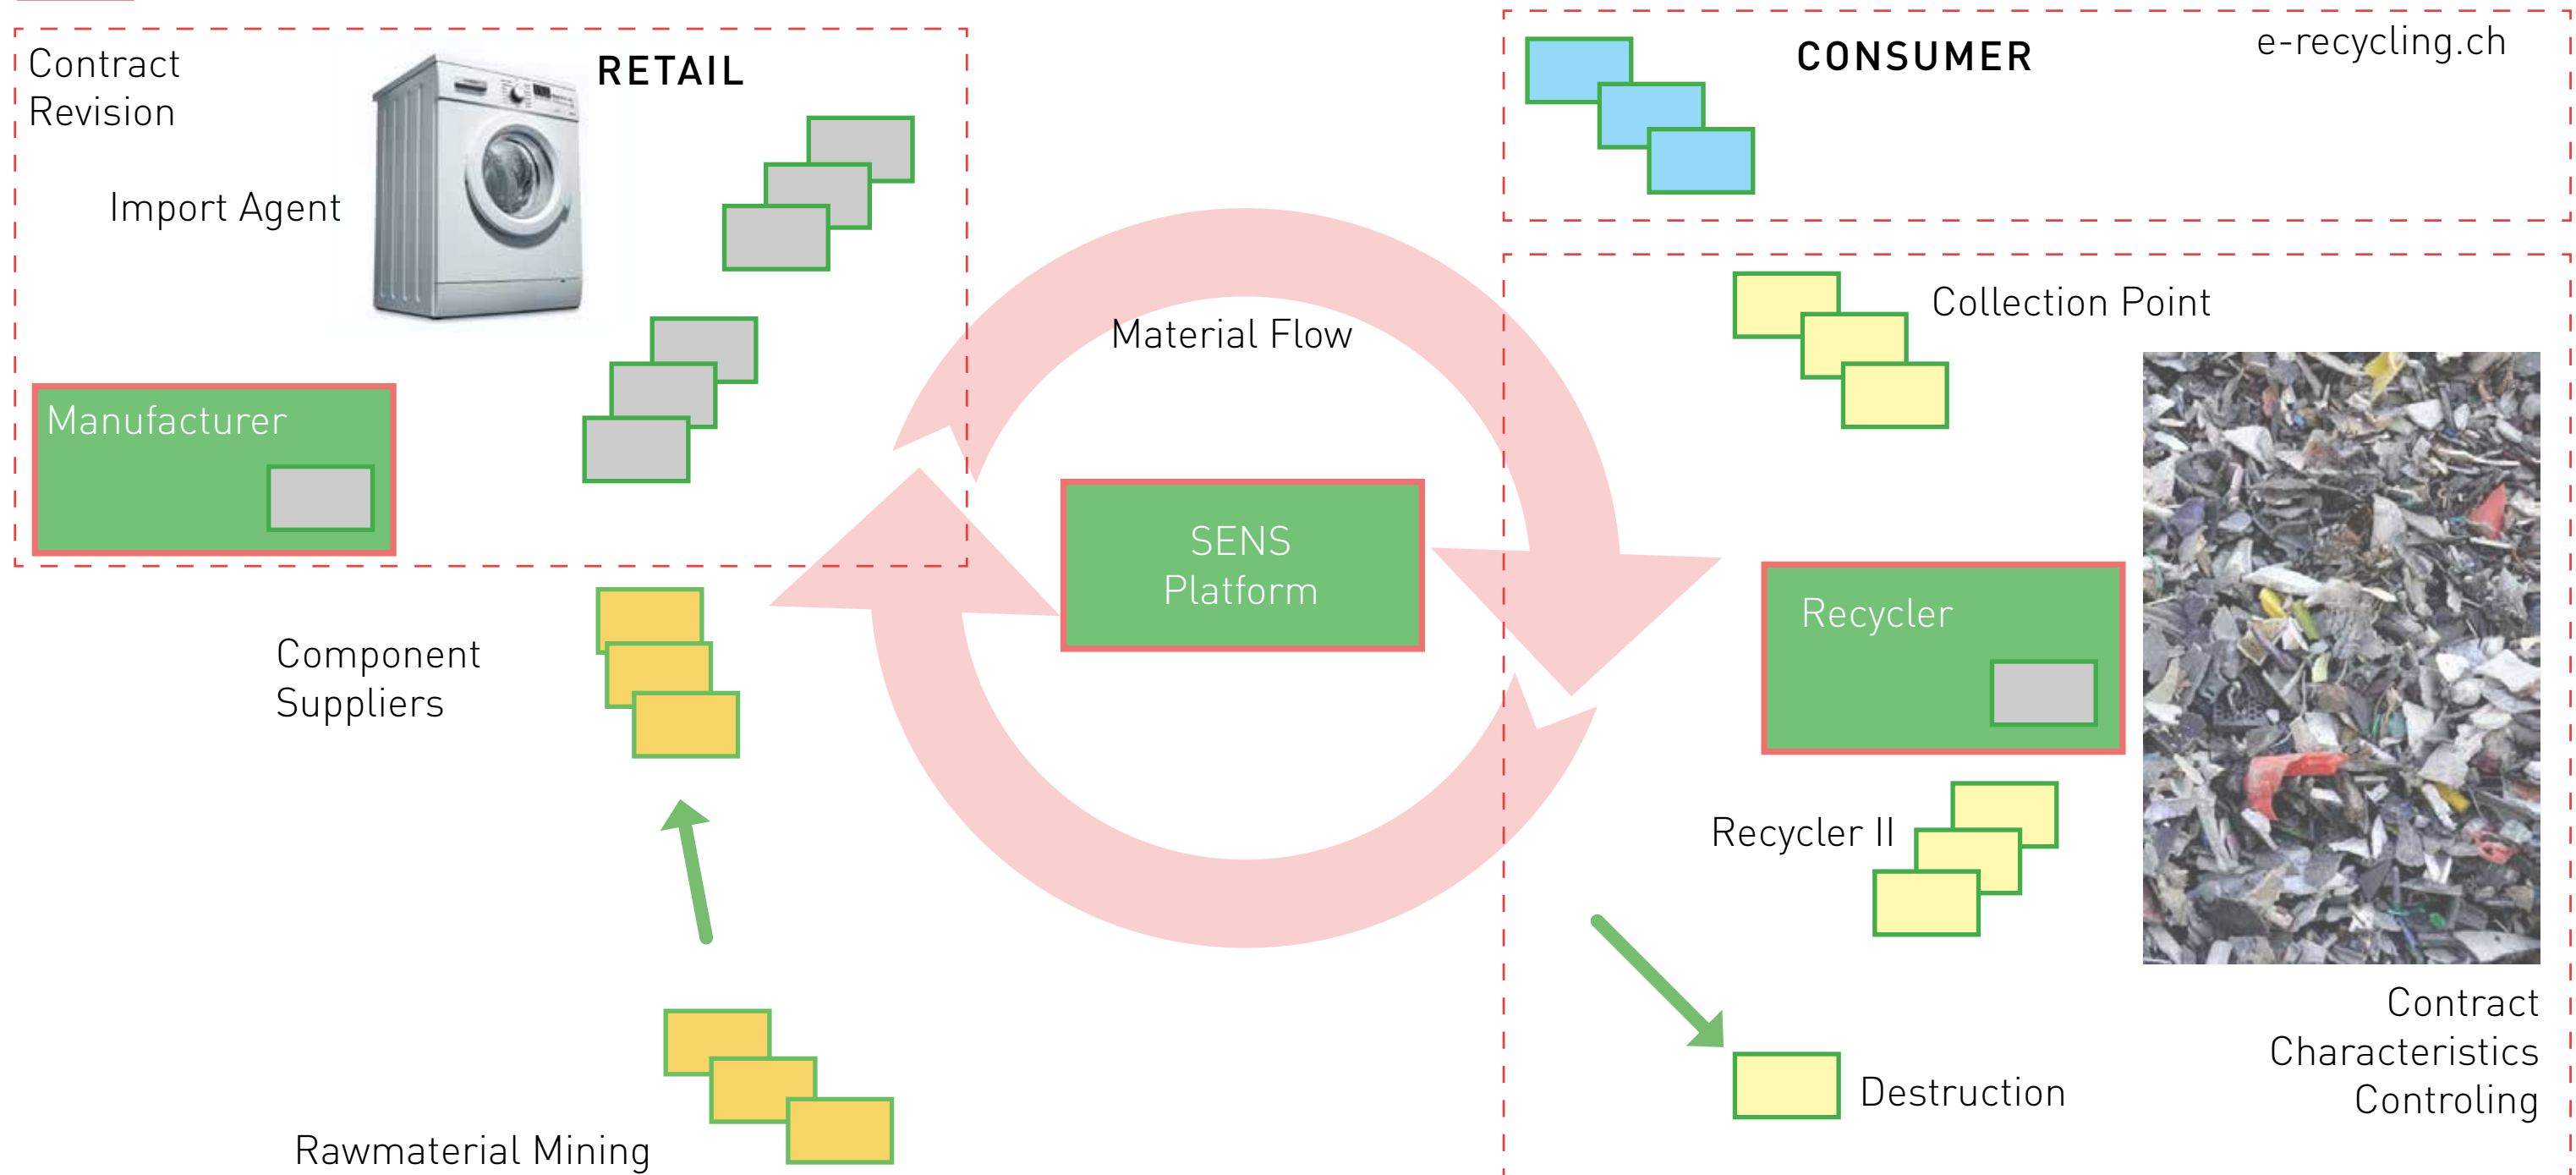 Contract
Revision
RETAIL
Import Agent
Manufacturer
CONSUMER
e-recycling.ch
Collection Point
Material Flow
SENS
Platform
Recycler
Component
Suppliers
Recycler II
Rawmaterial Mining
Destruction
Contract
Characteristics
Controling